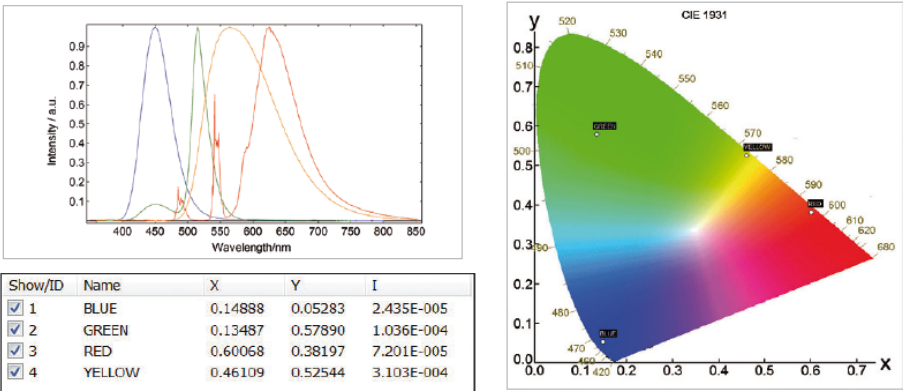 0.9
0.8
0.7
0.6
0.5
0.4
0.3
0.2
0.1
Intensity / a.u.
400 450 500 550 600 650 700 750 800 850
Wavelength/nm
Show/ID Name X Y I
1 BLUE 0.14888 0.05283 2.435E-005
2 GREEN 0.13487 0.57890 1.036E-004
3 RED 0.60068 0.38197 7.201E-005
4 YELLOW 0.46109 0.52544 3.103E-004
CIE 1931
y
0.8
0.7
0.6
0.5
0.4
0.3
0.2
0.1
0.0
520
530
510
540
550
560
GREEN
570
500
YELLOW
580
590
RED
600
610
620
490
680
480
BLUE
470
460
420
0.0 0.1 0.2 0.3 0.4 0.5 0.6 0.7
x